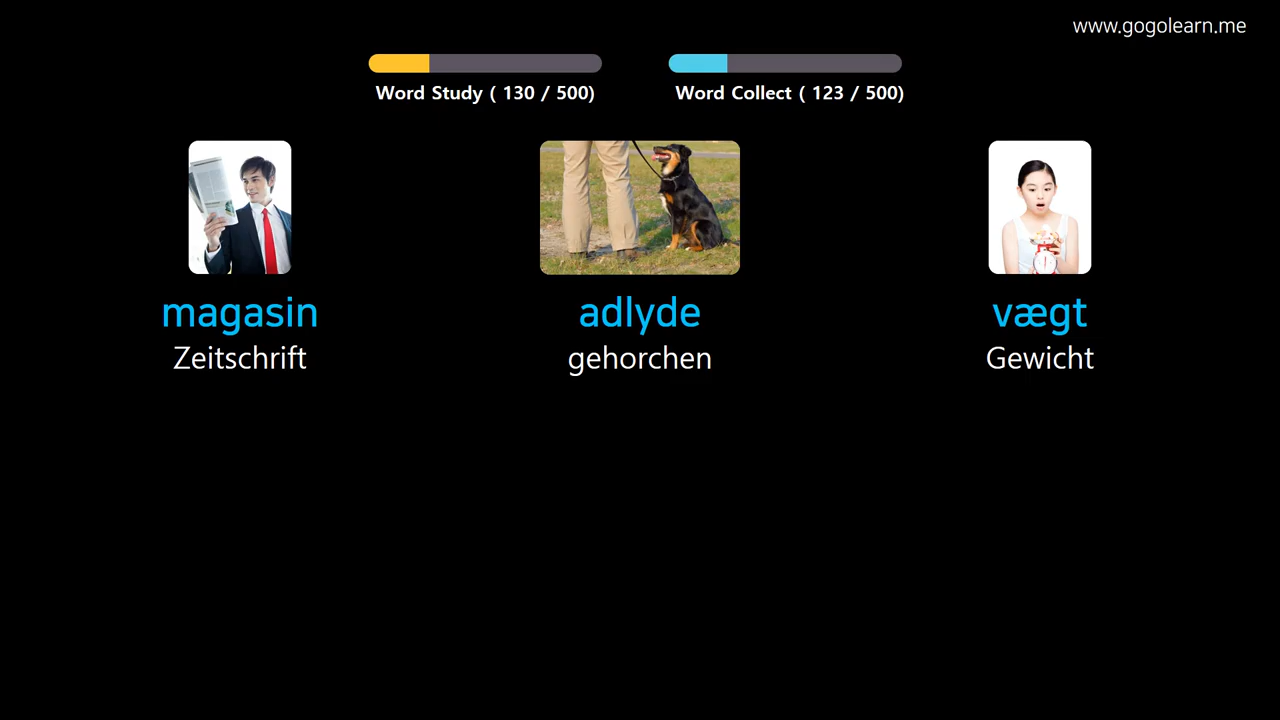 www.gogolearn.me
Word Study ( 130 / 500)
Word Collect ( 123 / 500)
magasin
adlyde
vægt
Zeitschrift
gehorchen
Gewicht